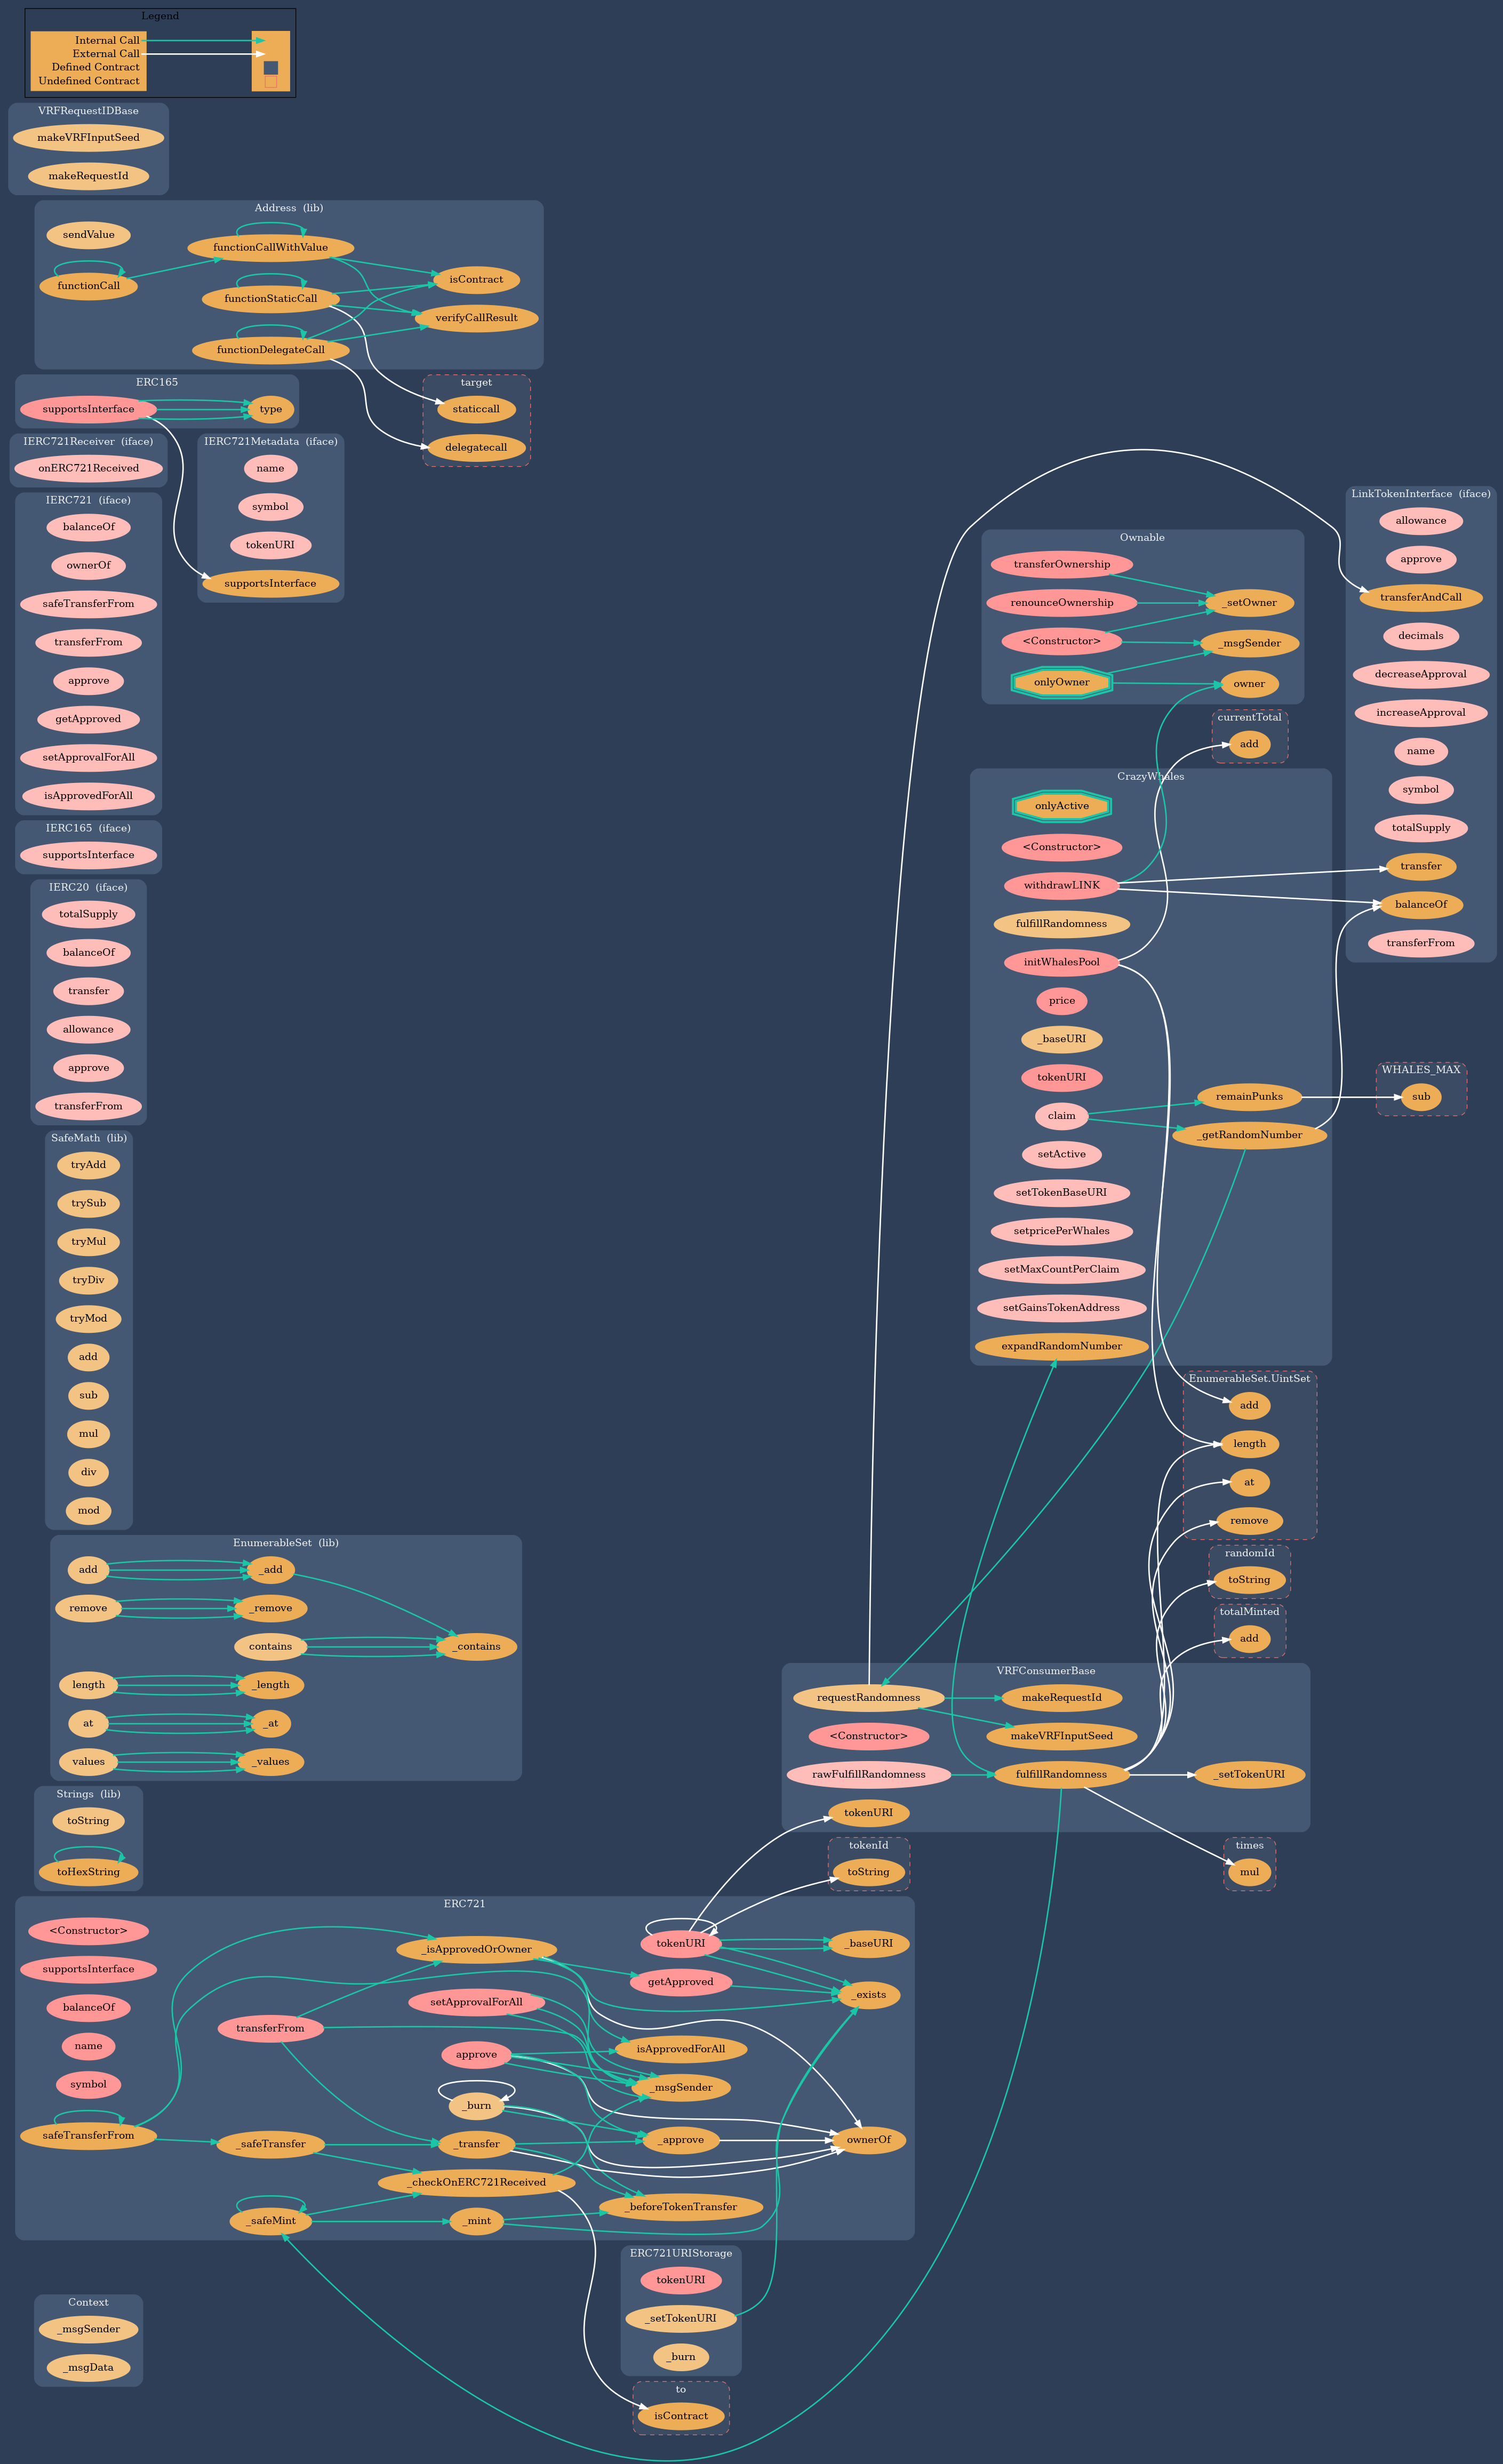 Legend
Internal Call
External Call
Defined Contract
Undefined Contract
VRFRequestIDBase
makeVRFInputSeed
makeRequestId
Address (lib)
sendValue
functionCall
functionCallWithValue
functionStaticCall
functionDelegateCall
isContract
verifyCallResult
ERC165
supportsInterface
type
target
staticcall
delegatecall
IERC721Receiver (iface)
onERC721Received
IERC721Metadata (iface)
name
symbol
tokenURI
supportsInterface
IERC721 (iface)
balanceOf
ownerOf
safeTransferFrom
transferFrom
approve
getApproved
setApprovalForAll
isApprovedForAll
IERC165 (iface)
supportsInterface
IERC20 (iface)
totalSupply
balanceOf
transfer
allowance
approve
transferFrom
SafeMath (lib)
tryAdd
trySub
tryMul
tryDiv
tryMod
add
sub
mul
div
mod
EnumerableSet (lib)
add
remove
contains
length
at
values
_add
_remove
_contains
_length
_at
_values
Strings (lib)
toString
toHexString
ERC721
<Constructor>
supportsInterface
balanceOf
name
symbol
safeTransferFrom
transferFrom
_safeTransfer
_safeMint
_isApprovedOrOwner
setApprovalForAll
approve
_burn
_transfer
_checkOnERC721Received
_mint
tokenURI
getApproved
isApprovedForAll
_msgSender
_approve
_beforeTokenTransfer
_baseURI
_exists
ownerOf
Context
_msgSender
_msgData
ERC721URIStorage
tokenURI
_setTokenURI
_burn
to
isContract
Ownable
transferOwnership
renounceOwnership
<Constructor>
onlyOwner
_setOwner
_msgSender
owner
currentTotal
add
CrazyWhales
onlyActive
<Constructor>
withdrawLINK
fulfillRandomness
initWhalesPool
price
_baseURI
tokenURI
claim
setActive
setTokenBaseURI
setpricePerWhales
setMaxCountPerClaim
setGainsTokenAddress
expandRandomNumber
remainPunks
_getRandomNumber
LinkTokenInterface (iface)
allowance
approve
transferAndCall
decimals
decreaseApproval
increaseApproval
name
symbol
totalSupply
transfer
balanceOf
transferFrom
WHALES_MAX
sub
EnumerableSet.UintSet
add
length
at
remove
randomId
toString
totalMinted
add
VRFConsumerBase
requestRandomness
<Constructor>
rawFulfillRandomness
tokenURI
makeRequestId
makeVRFInputSeed
fulfillRandomness
_setTokenURI
tokenId
toString
times
mul